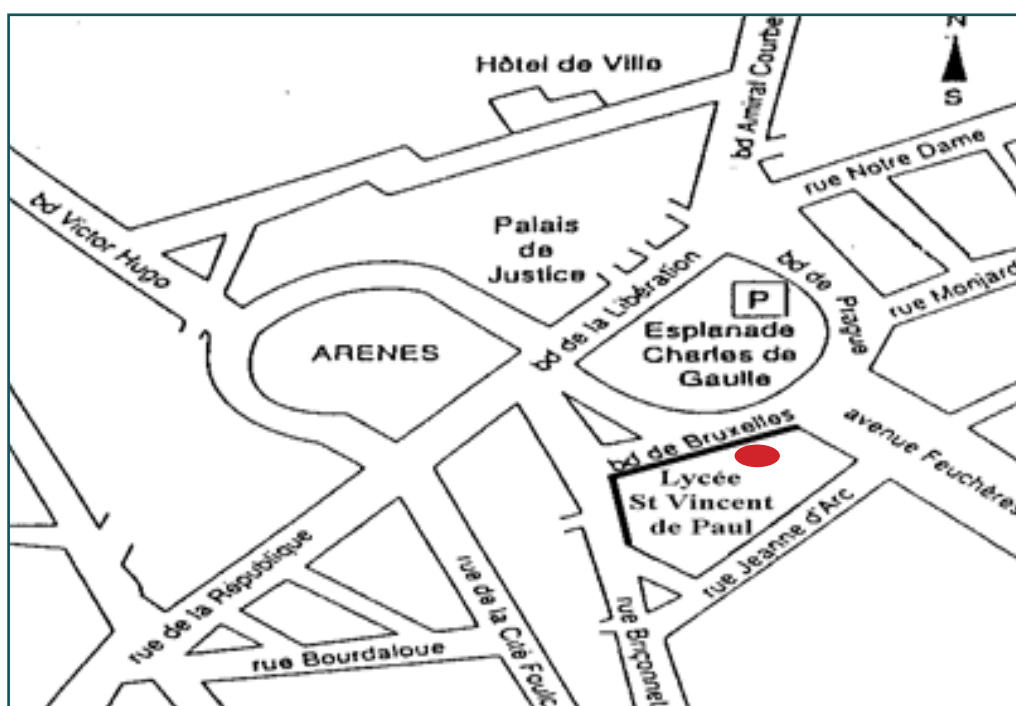 N
S
Hôtel de Ville
bd Amiral Courbe
rue Notre Dame
bd Victor Hugo
Palais
de
Justice
bd de la Libération
bd de Prague
P
rue Monjard
Esplanade
Charles de
Gaulle
ARENES
avenue Feuchères
bd de Bruxelles
Lycée
St Vincent
de Paul
rue Jeanne d'Arc
rue de la République
rue de la Cité Foulc
rue Briçonnet
rue Bourdaloue